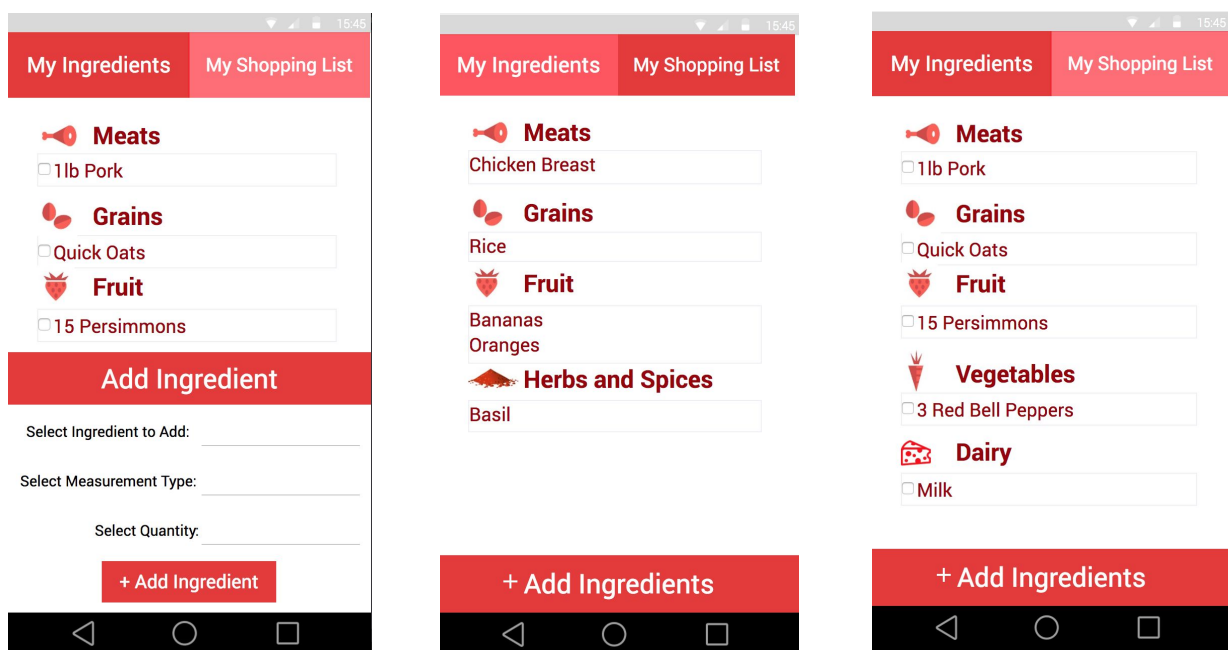 15:45
My Ingredients My Shopping List
Meats
1lb Pork
Grains
Quick Oats
Fruit
15 Persimmons
Add Ingredient
Select Ingredient to Add:
Select Measurement Type:
Select Quantity:
+ Add Ingredient
15:45
My Ingredients My Shopping List
Meats
Chicken Breast
Grains
Rice
Fruit
Bananas
Oranges
Herbs and Spices
Basil
+ Add Ingredients
15:45
My Ingredients My Shopping List
Meats
1lb Pork
Grains
Quick Oats
Fruit
15 Persimmons
Vegetables
3 Red Bell Peppers
Dairy
Milk
+ Add Ingredients